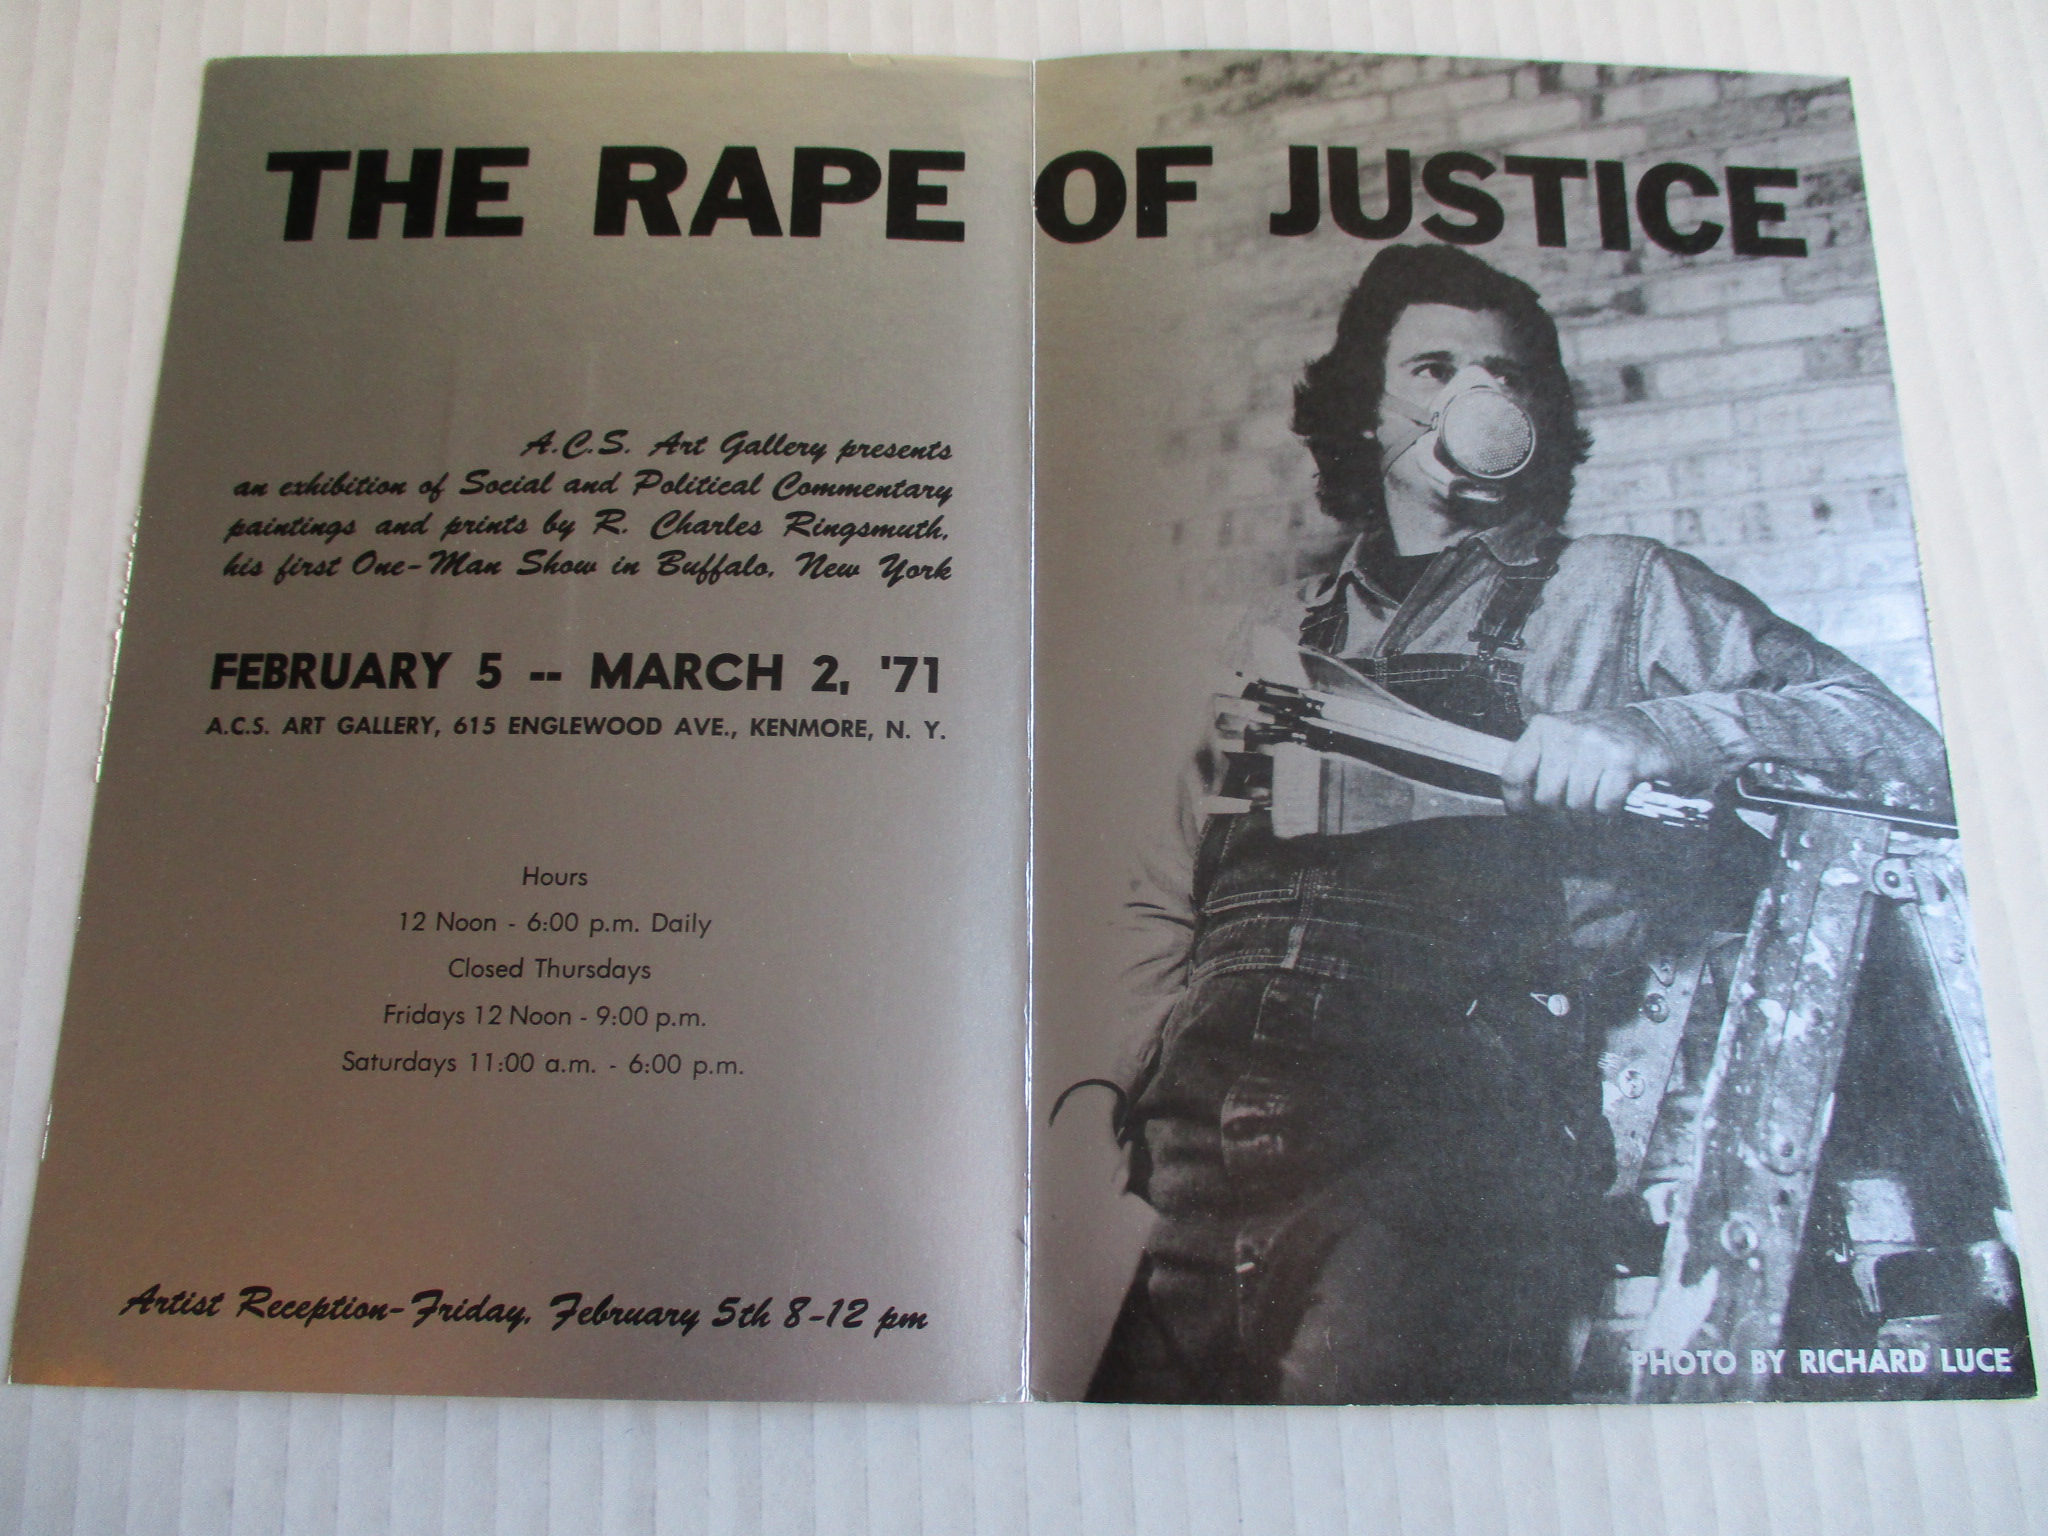 THE RAPE OF JUSTICE
A.C.S. Art Gallery presents
an exhibition of Social and Political Commentary
paintings and prints by R. Charles Ringsmuth,
his first One-Man Show in Buffalo, New York
FEBRUARY 5 -- MARCH 2, '71
A.C.S. ART GALLERY, 615 ENGLEWOOD AVE., KENMORE, N. Y.
Hours
12 Noon - 6:00 p.m. Daily
Closed Thursdays
Fridays 12 Noon - 9:00 p.m.
Saturdays 11:00 a.m. - 6:00 p.m.
Artist Reception-Friday, February 5th 8-12 pm
PHOTO BY RICHARD LUCE